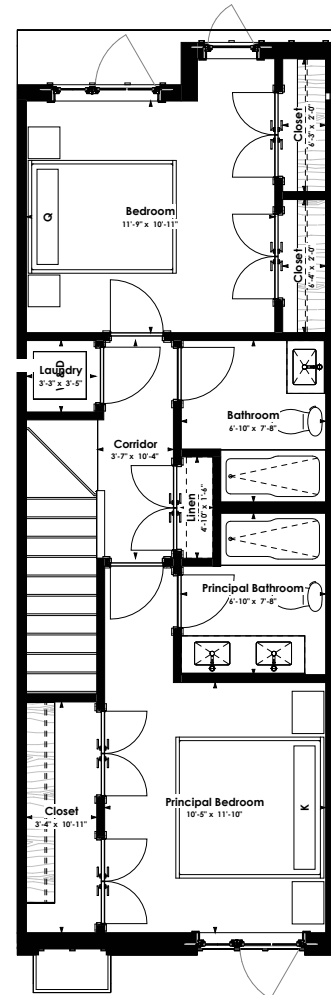 Closet
6'-3" x 2'-0"
Bedroom
11'-9" x 10'-11"
Q
Closet
6'-4" x 2'-0"
Laundry
3'-3" x 3'-5"
Bathroom
6'-10" x 7'-8"
Corridor
3'-7" x 10'-4"
Linen
4'-10" x 1'-6"
Principal Bathroom
6'-10" x 7'-8"
Principal Bedroom
10'-5" x 11'-10"
K
Closet
3'-4" x 10'-11"